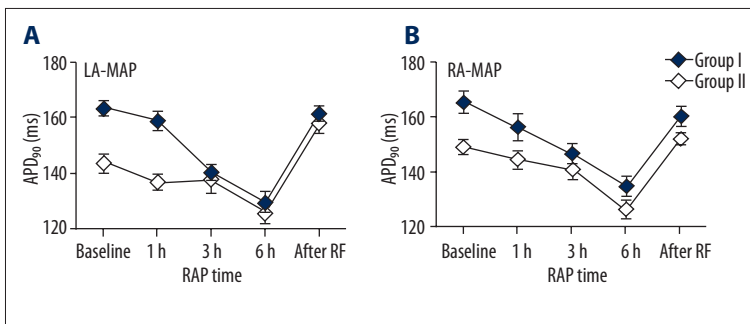 A
LA-MAP
180
160
140
120
APD90 (ms)
Baseline 1 h 3 h 6 h After RF
RAP time
B
RA-MAP
Group I
Group II
180
160
140
120
APD90 (ms)
Baseline 1 h 3 h 6 h After RF
RAP time